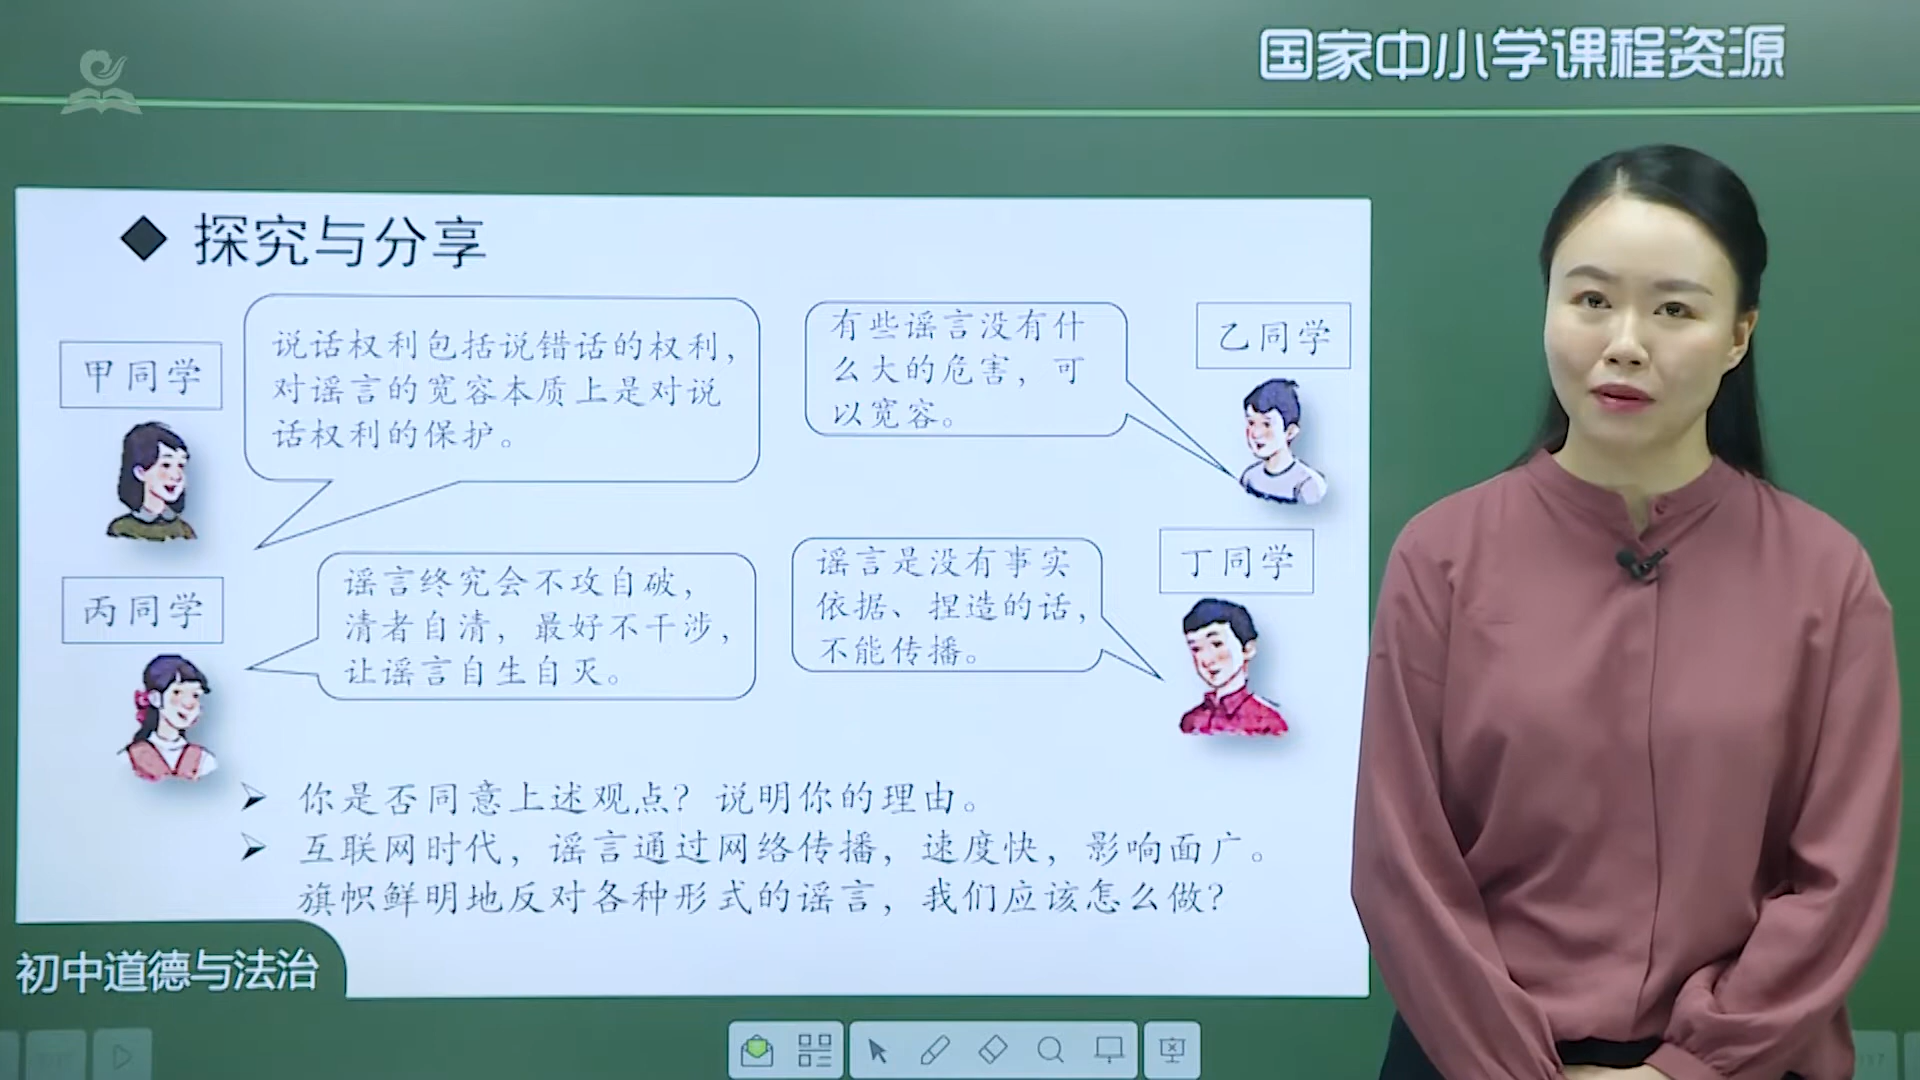 国家中小学课程资源
探究与分享
甲同学
说话权利包括说错话的权利，
对谣言的宽容本质上是对说
话权利的保护。
有些谣言没有什
么大的危害，可
以宽容。
乙同学
丙同学
谣言终究会不攻自破，
清者自清，最好不干涉，
让谣言自生自灭。
谣言是没有事实
依据、捏造的话，
不能传播。
丁同学
你是否同意上述观点？说明你的理由。
互联网时代，谣言通过网络传播，速度快，影响面广。
旗帜鲜明地反对各种形式的谣言，我们应该怎么做？
初中道德与法治